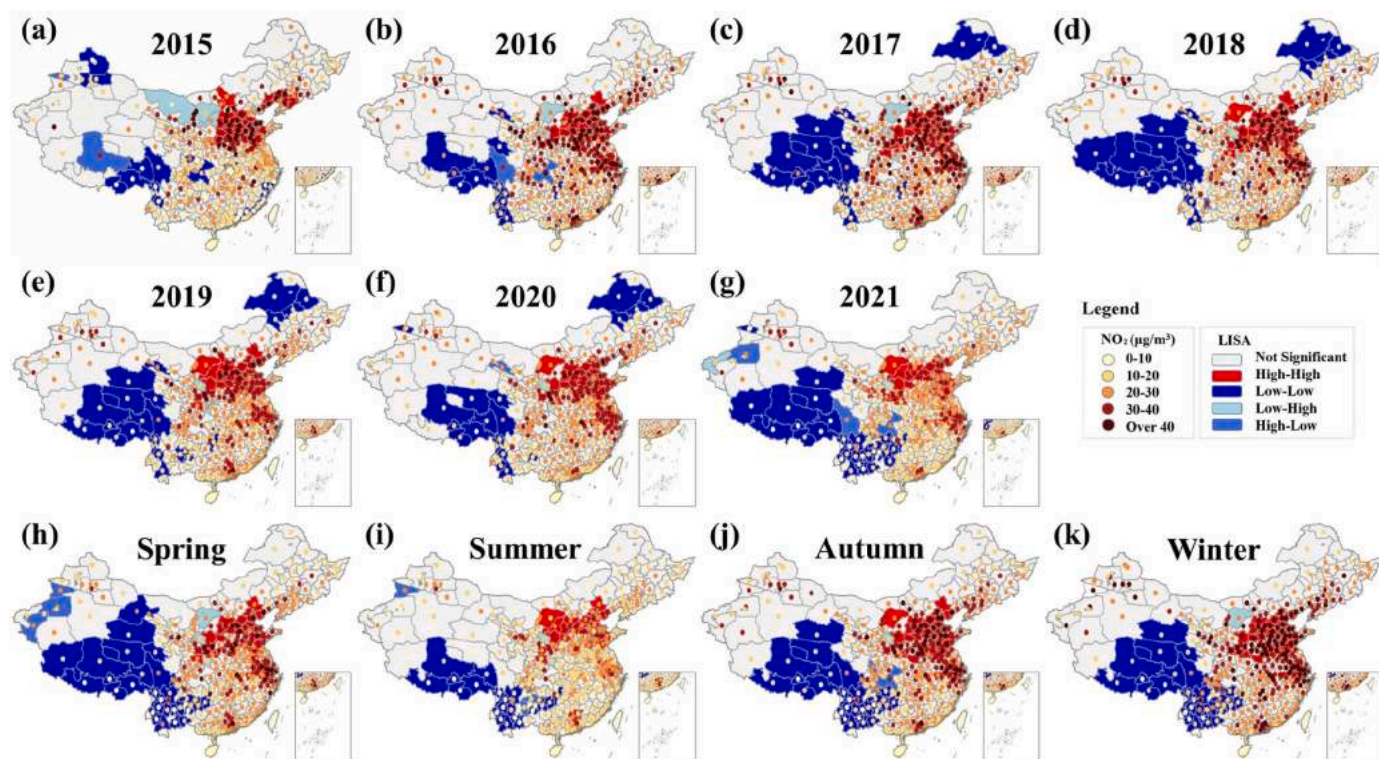 (a) 2015
(b) 2016
(c) 2017
(d) 2018
(e) 2019
(f) 2020
(g) 2021
Legend
NO₂ (μg/m³)
0-10
10-20
20-30
30-40
Over 40
LISA
Not Significant
High-High
Low-Low
Low-High
High-Low
(h) Spring
(i) Summer
(j) Autumn
(k) Winter